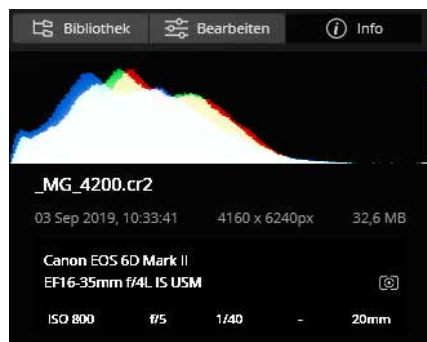 Bibliothek Bearbeiten i Info
_MG_4200.cr2
03 Sep 2019, 10:33:41 4160 x 6240px 32,6 MB
Canon EOS 6D Mark II
EF16-35mm f/4L IS USM
ISO 800 f/5 1/40 - 20mm